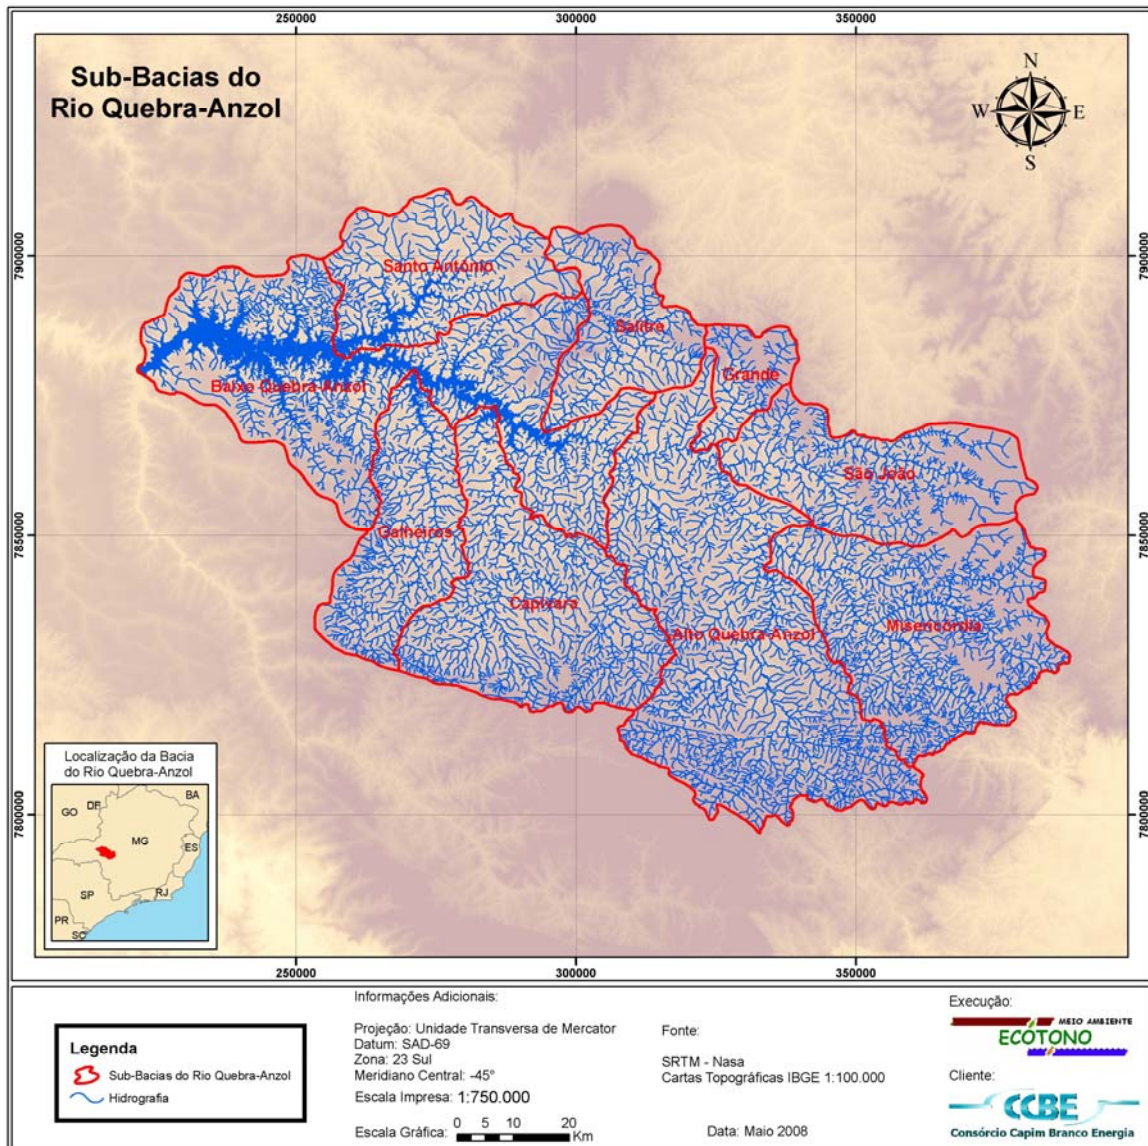 250000
300000
350000
Sub-Bacias do
Rio Quebra-Anzol
N
W
E
S
7900000
7900000
Santo Antônio
Salitre
Grande
Baixo Quebra-Anzol
São João
7850000
7850000
Galheiros
Capivara
Alto Quebra-Anzol
Misericórdia
7800000
7800000
Localização da Bacia
do Rio Quebra-Anzol
GO
DF
BA
MG
ES
SP
RJ
PR
SC
250000
300000
350000
Legenda
Sub-Bacias do Rio Quebra-Anzol
Hidrografia
Informações Adicionais:
Projeção: Unidade Transversa de Mercator
Datum: SAD-69
Zona: 23 Sul
Meridiano Central: -45°
Escala Impresa: 1:750.000
Escala Gráfica:
0 5 10 20
Km
Fonte:
SRTM - Nasa
Cartas Topográficas IBGE 1:100.000
Data: Maio 2008
Execução:
MEIO AMBIENTE
ECÓTONO
Cliente:
CCBE
Consórcio Capim Branco Energia